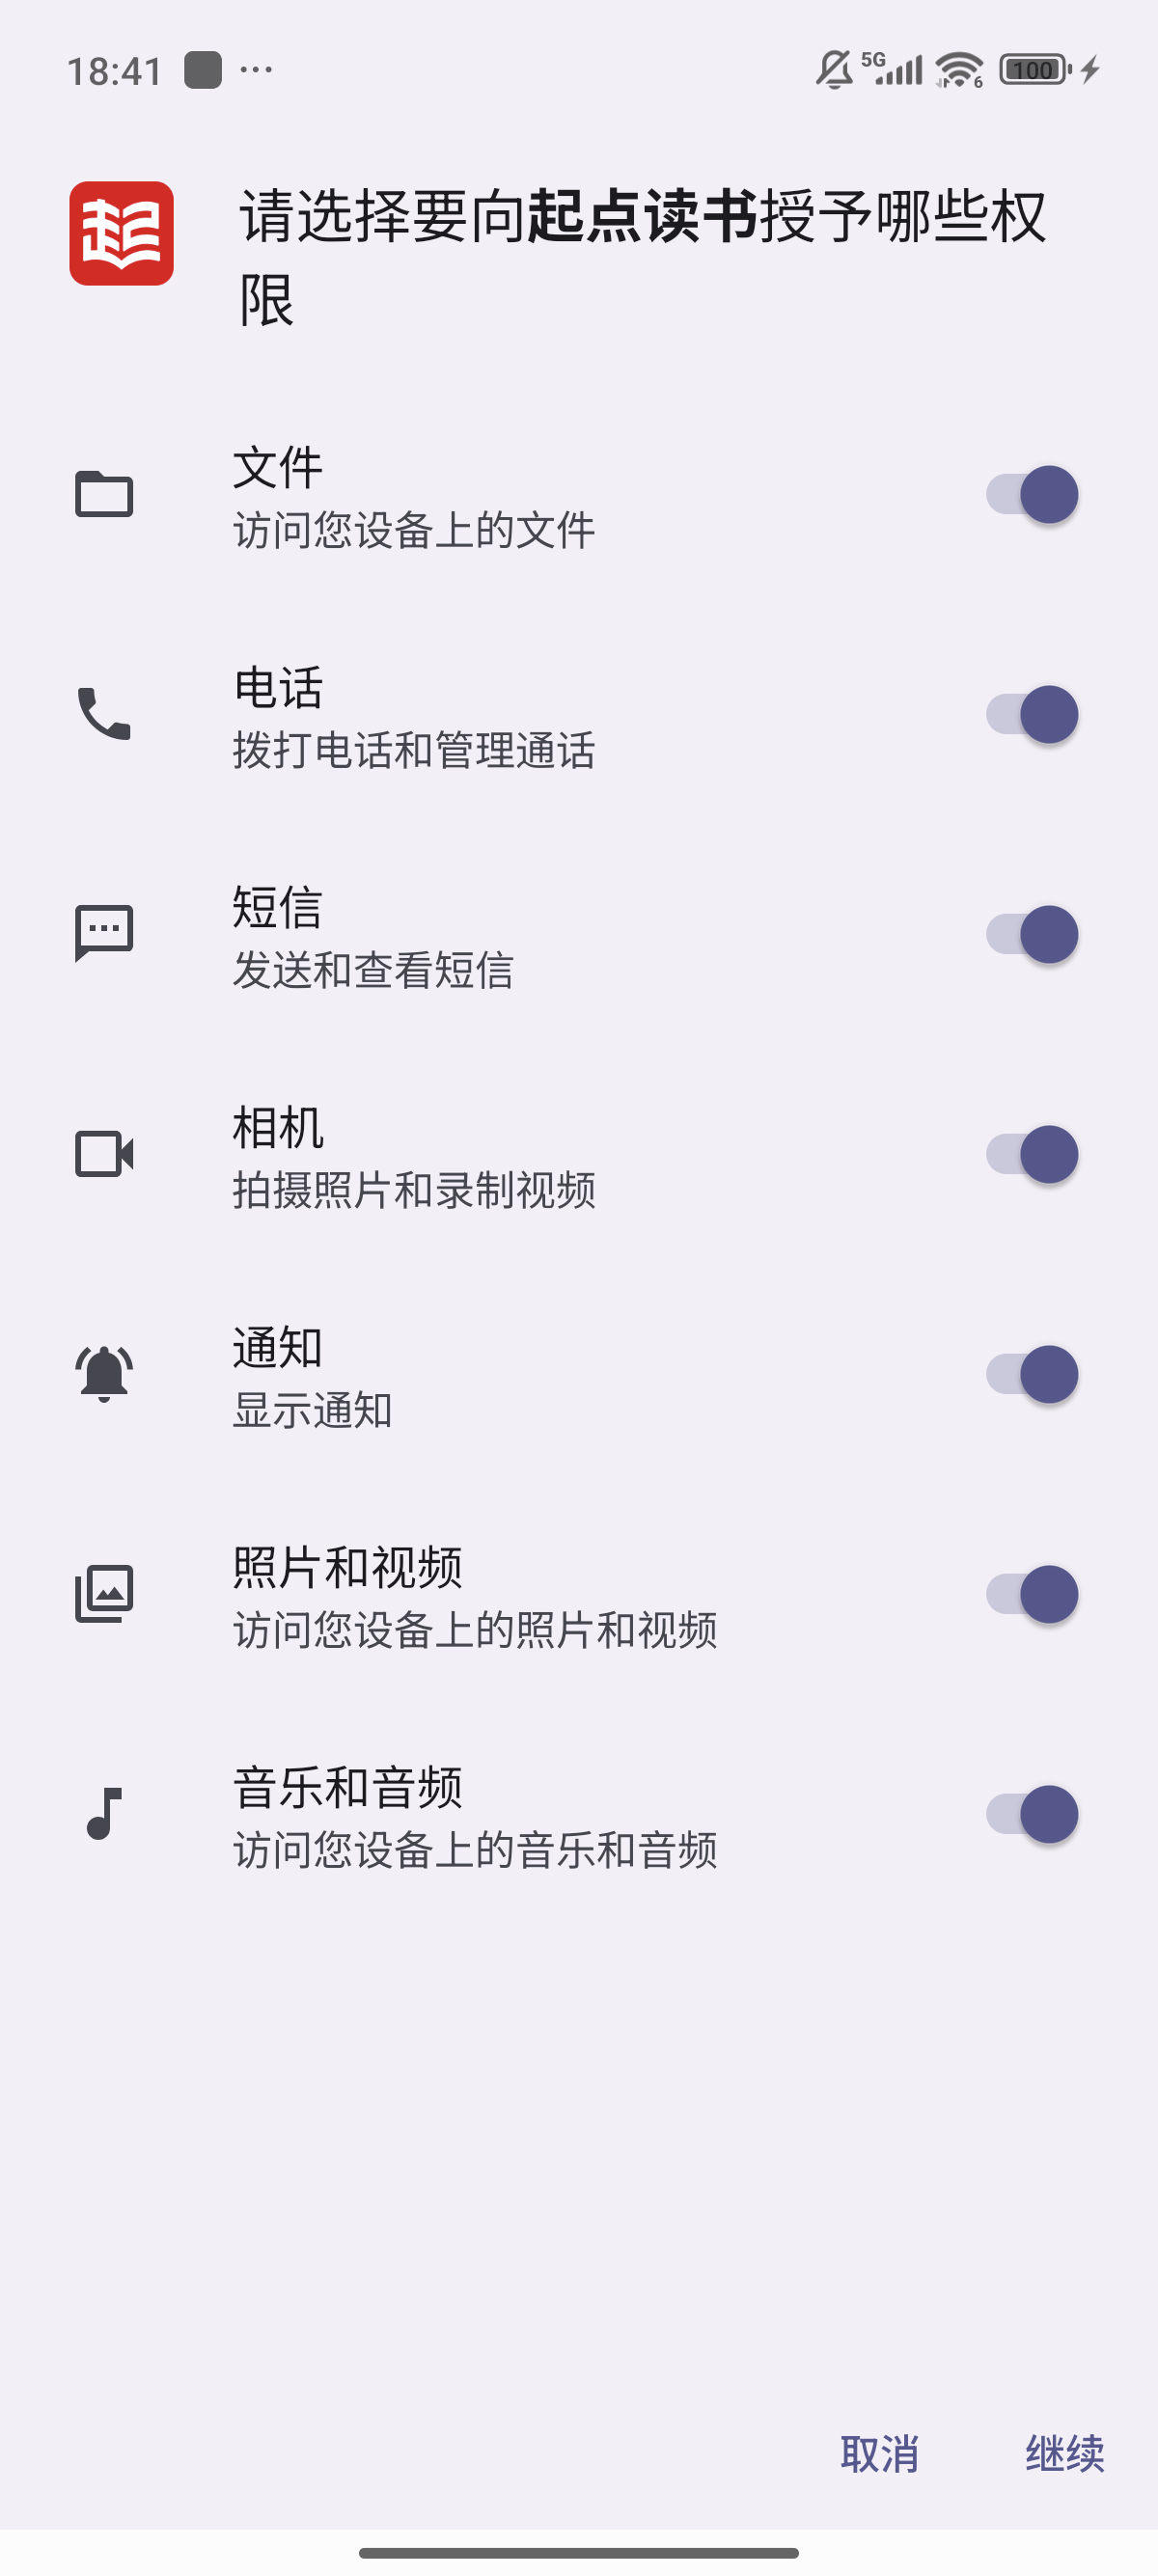 18:41
5G
6
100
请选择要向起点读书授予哪些权
限
文件
访问您设备上的文件
电话
拨打电话和管理通话
短信
发送和查看短信
相机
拍摄照片和录制视频
通知
显示通知
照片和视频
访问您设备上的照片和视频
音乐和音频
访问您设备上的音乐和音频
取消
继续